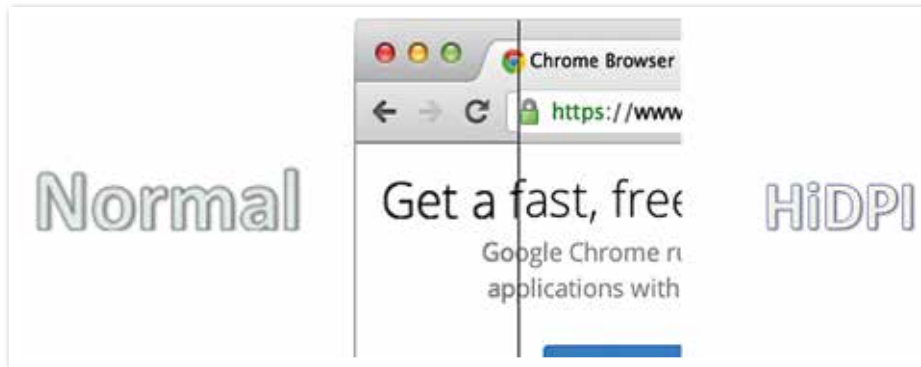 Chrome Browser
https://www
Normal
Get a fast, free
HiDPI
Google Chrome ru
applications with